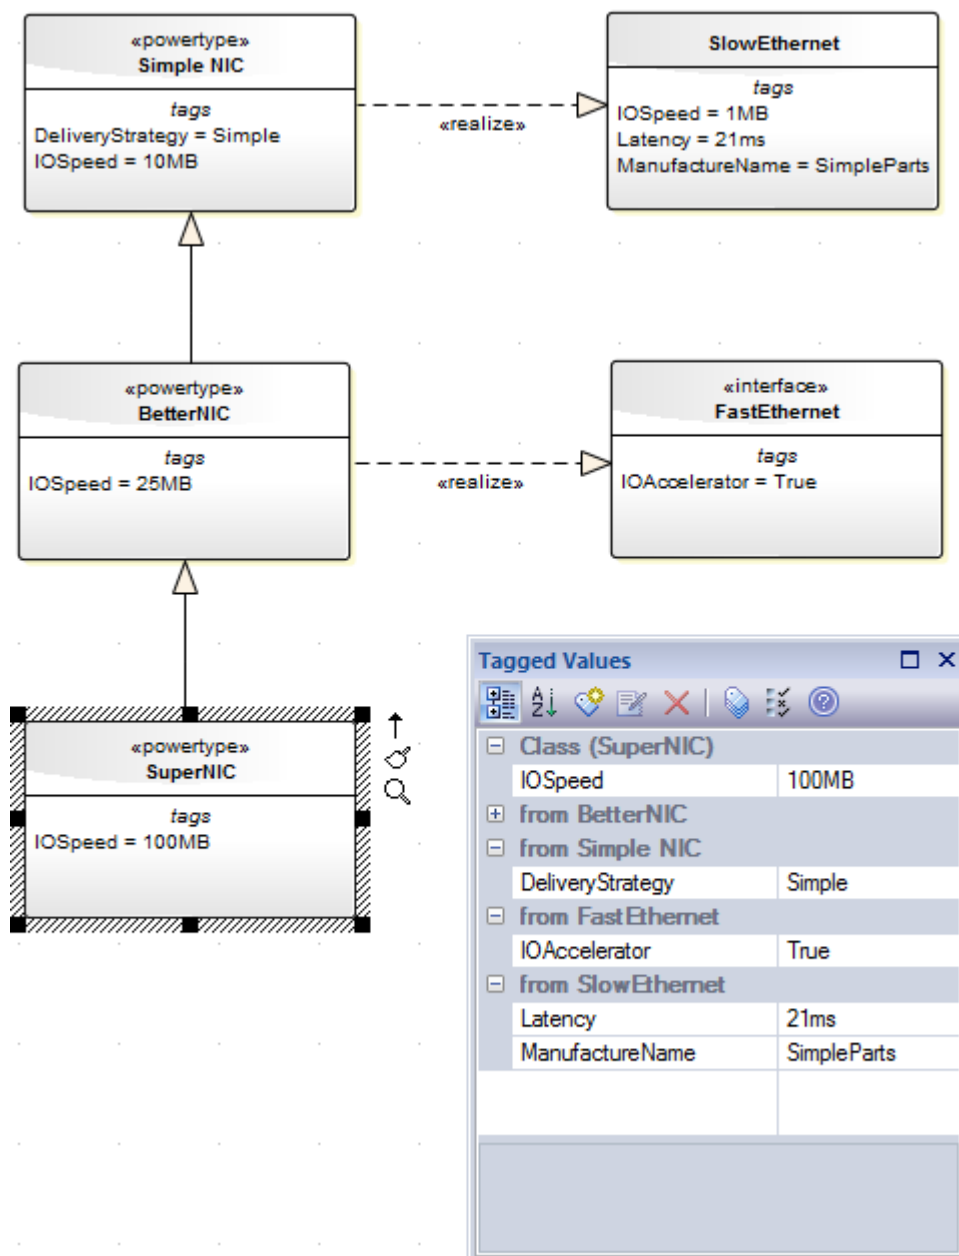 «powertype»
Simple NIC
tags
DeliveryStrategy = Simple
IOSpeed = 10MB
«realize»
SlowEthernet
tags
IOSpeed = 1MB
Latency = 21ms
ManufactureName = SimpleParts
«powertype»
BetterNIC
tags
IOSpeed = 25MB
«realize»
«interface»
FastEthernet
tags
IOAccelerator = True
«powertype»
SuperNIC
tags
IOSpeed = 100MB
Tagged Values
Class (SuperNIC)
IOSpeed 100MB
from BetterNIC
from Simple NIC
DeliveryStrategy Simple
from FastEthernet
IOAccelerator True
from SlowEthernet
Latency 21ms
ManufactureName SimpleParts